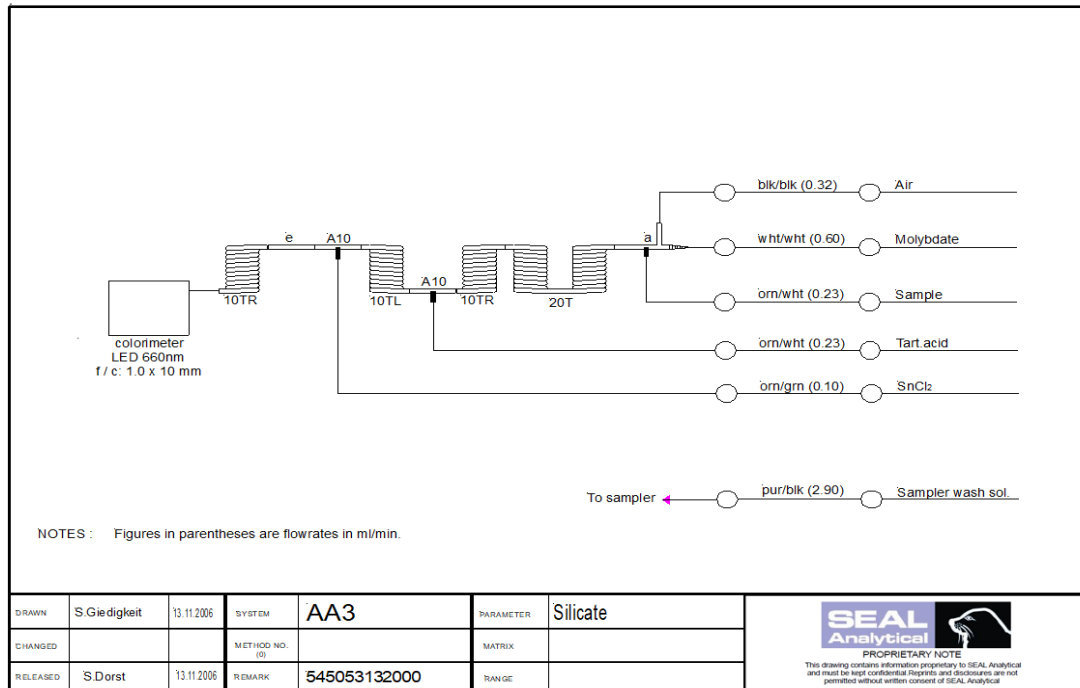 blk/blk (0.32) Air
e A10 a wht/wht (0.60) Molybdate
10TR 10TL A10 10TR 20T orn/wht (0.23) Sample
colorimeter
LED 660nm
f / c: 1.0 x 10 mm
orn/wht (0.23) Tart.acid
orn/grn (0.10) SnCl2
To sampler pur/blk (2.90) Sampler wash sol.
NOTES : Figures in parentheses are flowrates in ml/min.
DRAWN S.Giedigkeit 13.11.2006 SYSTEM AA3 PARAMETER Silicate
CHANGED METHOD NO. (0) MATRIX
RELEASED S.Dorst 13.11.2006 REMARK 545053132000 RANGE
SEAL
Analytical
PROPRIETARY NOTE
This drawing contains information proprietary to SEAL Analytical
and must be kept confidential.Reprints and disclosures are not
permitted without written consent of SEAL Analytical